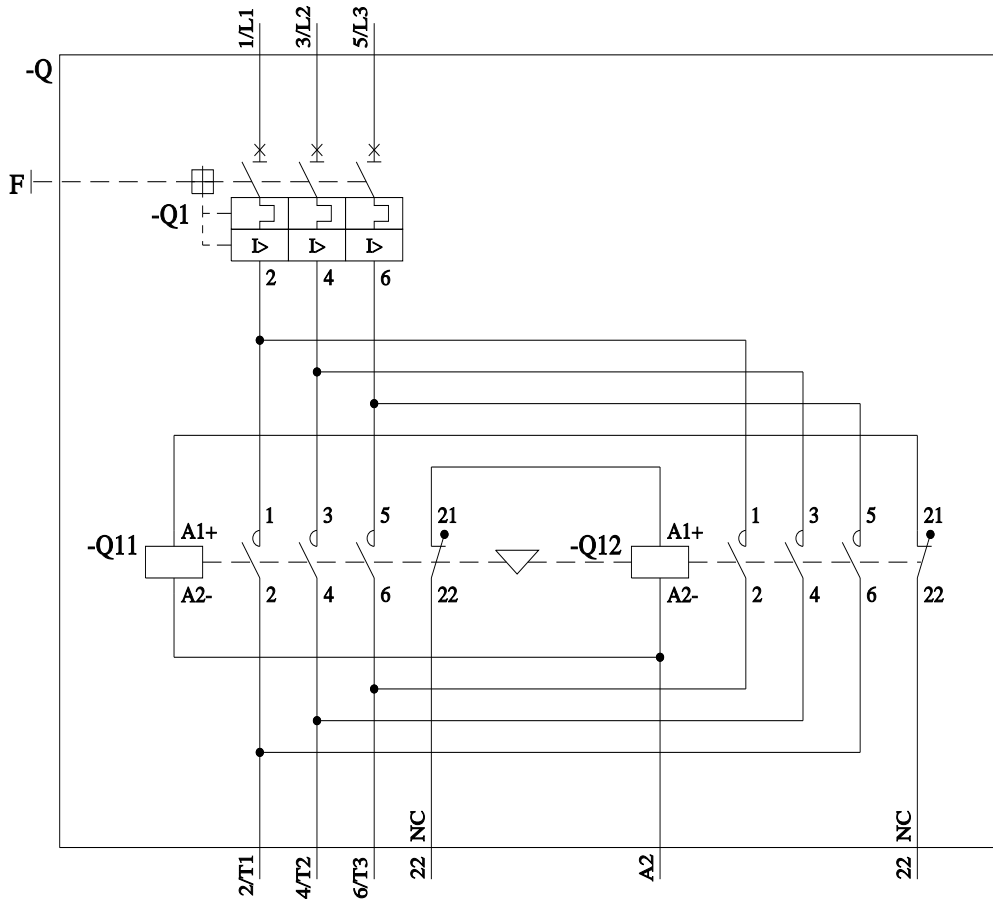 1/L1 3/L2 5/L3
-Q
F
-Q1
I> I> I>
2 4 6
1 3 5 21 1 3 5 21
A1+ A1+
-Q11 -Q12
A2- A2-
2 4 6 22 2 4 6 22
NC NC
2/T1 4/T2 6/T3 22 A2 22